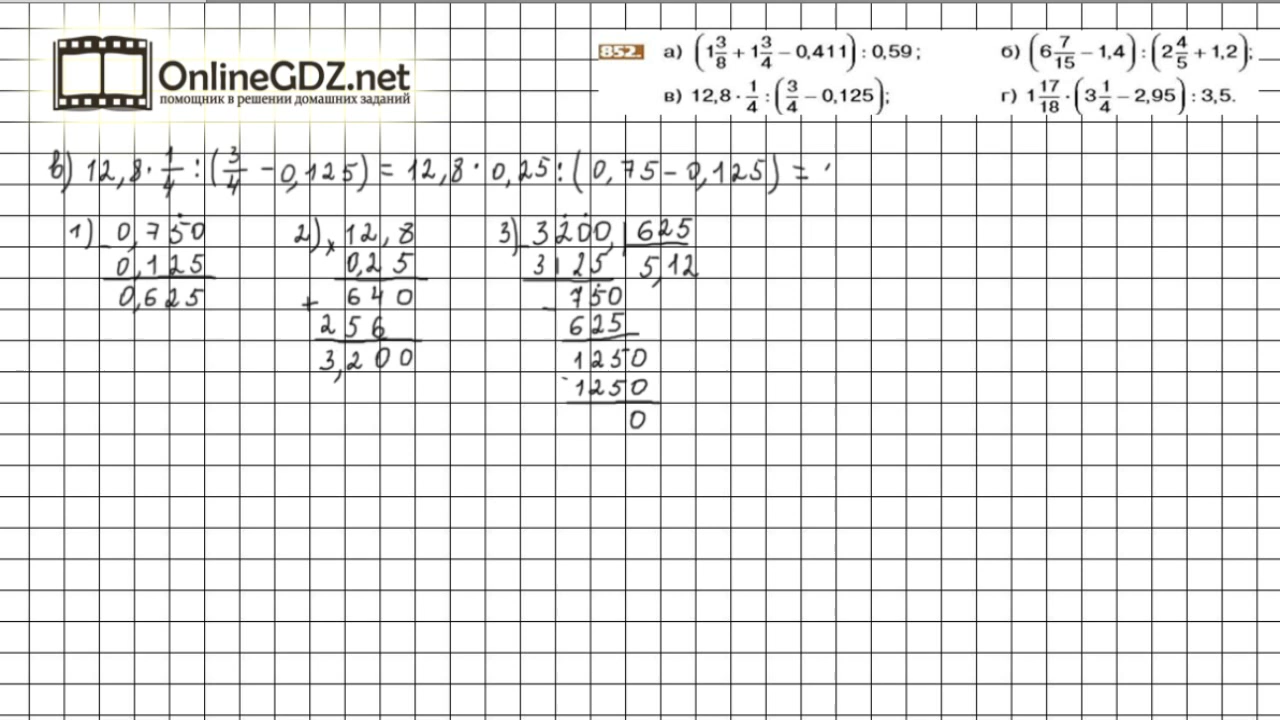 OnlineGDZ.net
помощник в решении домашних заданий
852. а) (1 3/8 + 1 3/4 − 0,411) : 0,59; б) (6 7/15 − 1,4) : (2 4/5 + 1,2);
в) 12,8 · 1/4 : (3/4 − 0,125); г) 1 17/18 · (3 1/4 − 2,95) : 3,5.
в) 12,8 · 1/4 : (3/4 − 0,125) = 12,8 · 0,25 : (0,75 − 0,125) =
1) − 0,750
0,125
0,625
2) × 12,8
0,25
+ 640
256
3,200
3) − 3200, | 625
3125 5,12
− 750
625
1250
− 1250
0